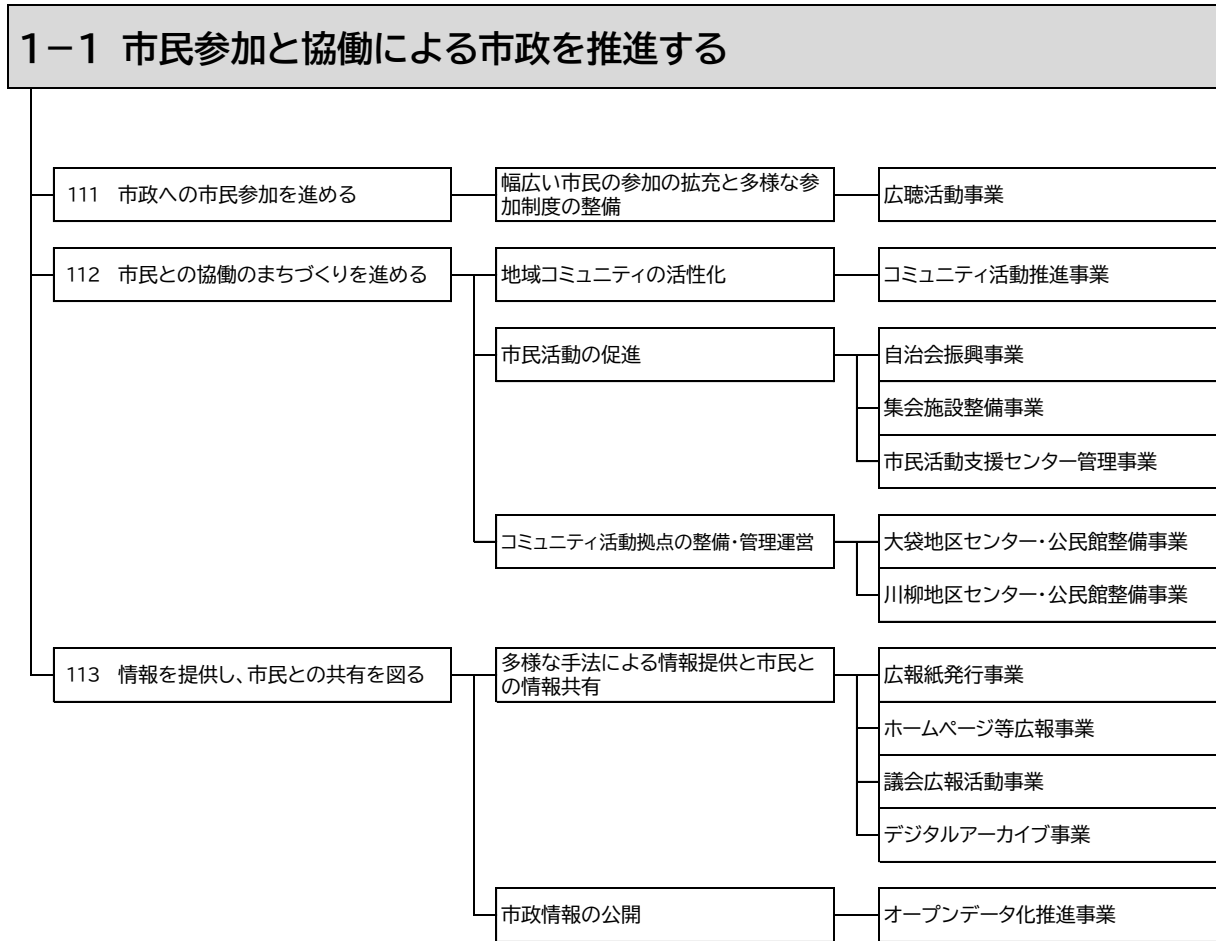 1－1 市民参加と協働による市政を推進する
111 市政への市民参加を進める
幅広い市民の参加の拡充と多様な参
加制度の整備
広聴活動事業
112 市民との協働のまちづくりを進める
地域コミュニティの活性化
コミュニティ活動推進事業
市民活動の促進
自治会振興事業
集会施設整備事業
市民活動支援センター管理事業
コミュニティ活動拠点の整備・管理運営
大袋地区センター・公民館整備事業
川柳地区センター・公民館整備事業
113 情報を提供し、市民との共有を図る
多様な手法による情報提供と市民と
の情報共有
広報紙発行事業
ホームページ等広報事業
議会広報活動事業
デジタルアーカイブ事業
市政情報の公開
オープンデータ化推進事業